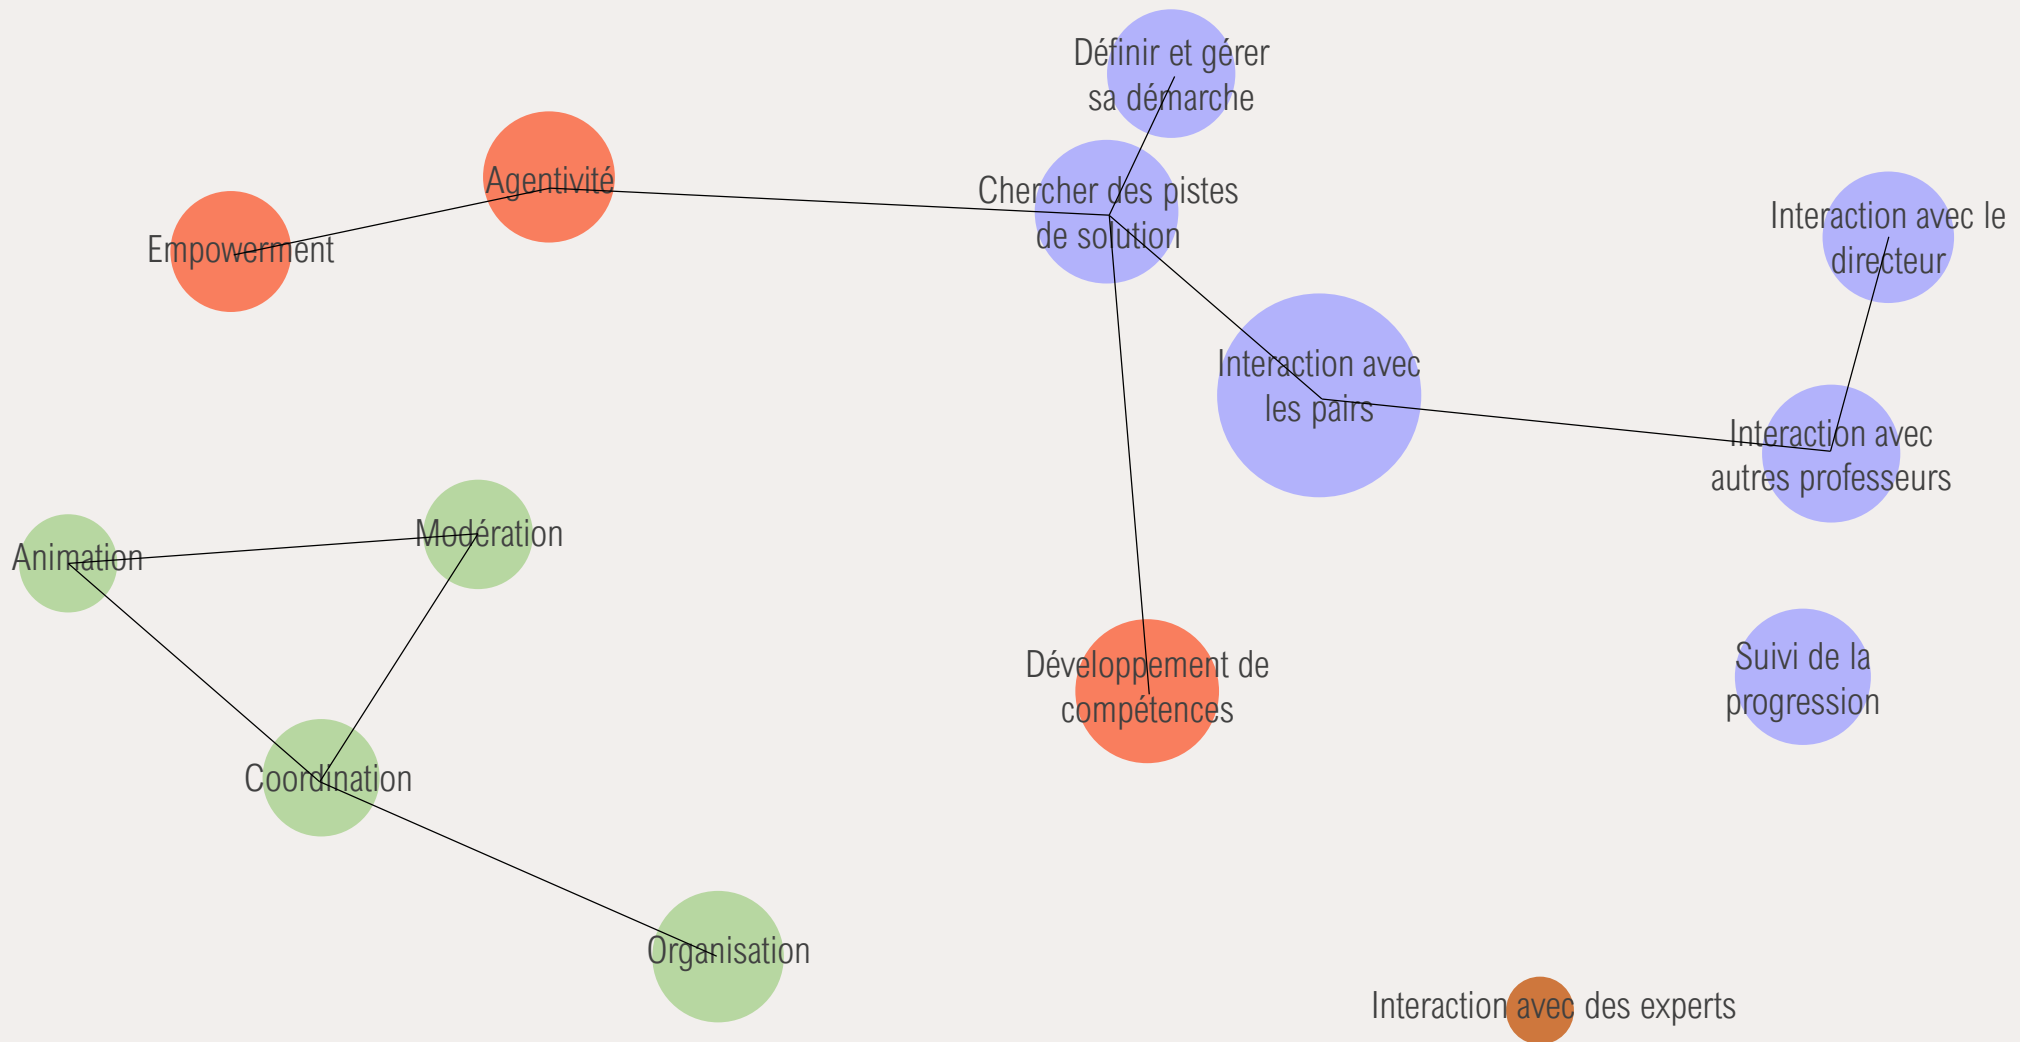 Définir et gérer
sa démarche
Agentivité
Chercher des pistes
de solution
Empowerment
Interaction avec le
directeur
Interaction avec
les pairs
Interaction avec
autres professeurs
Modération
Animation
Développement de
compétences
Suivi de la
progression
Coordination
Organisation
Interaction avec des experts